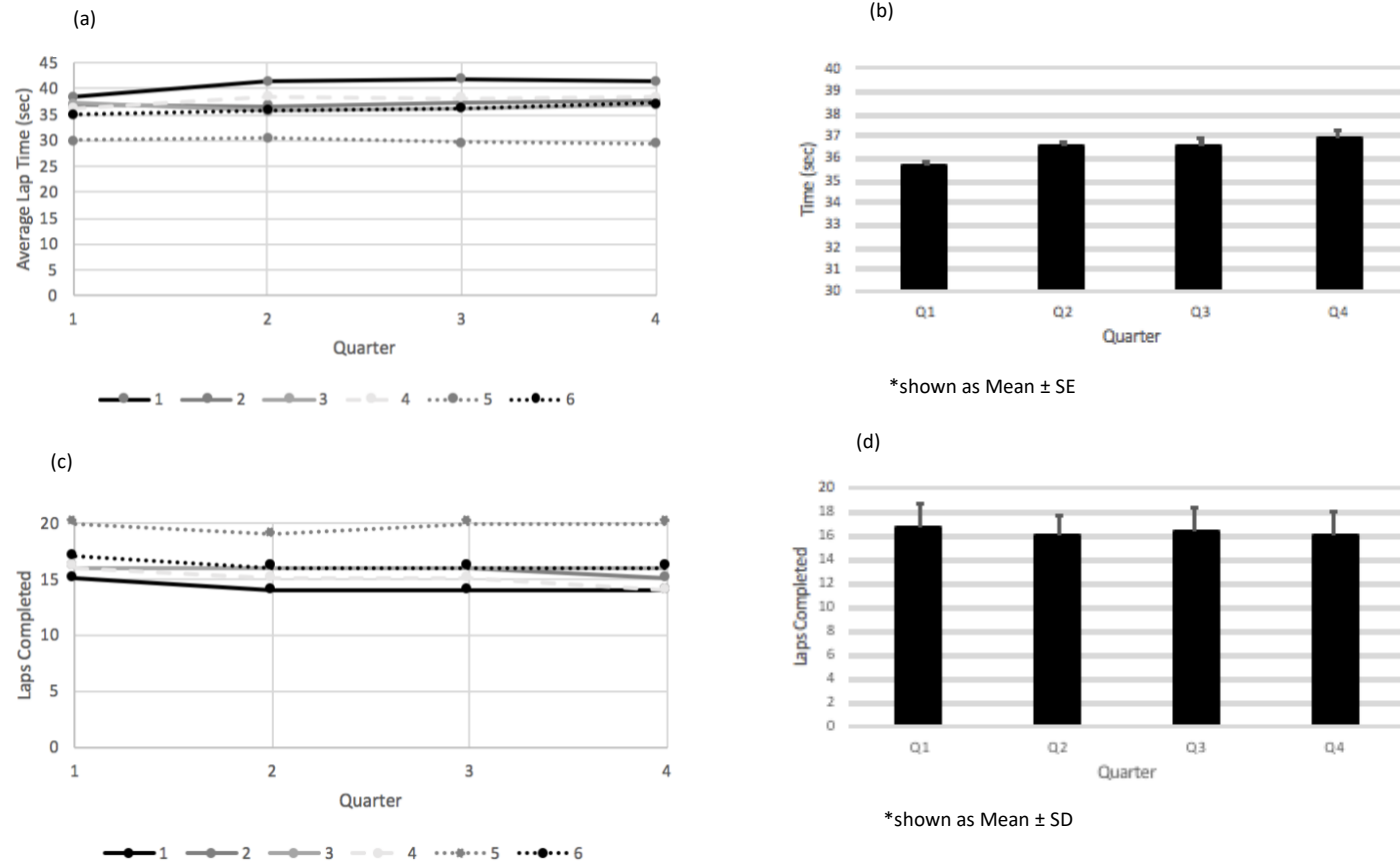 (a)
Average Lap Time (sec)
45
40
35
30
25
20
15
10
5
0
1 2 3 4
Quarter
1 2 3 4 5 6
(b)
Time (sec)
40
39
38
37
36
35
34
33
32
31
30
Q1 Q2 Q3 Q4
Quarter
*shown as Mean ± SE
(c)
Laps Completed
20
15
10
5
0
1 2 3 4
Quarter
1 2 3 4 5 6
(d)
Laps Completed
20
18
16
14
12
10
8
6
4
2
0
Q1 Q2 Q3 Q4
Quarter
*shown as Mean ± SD